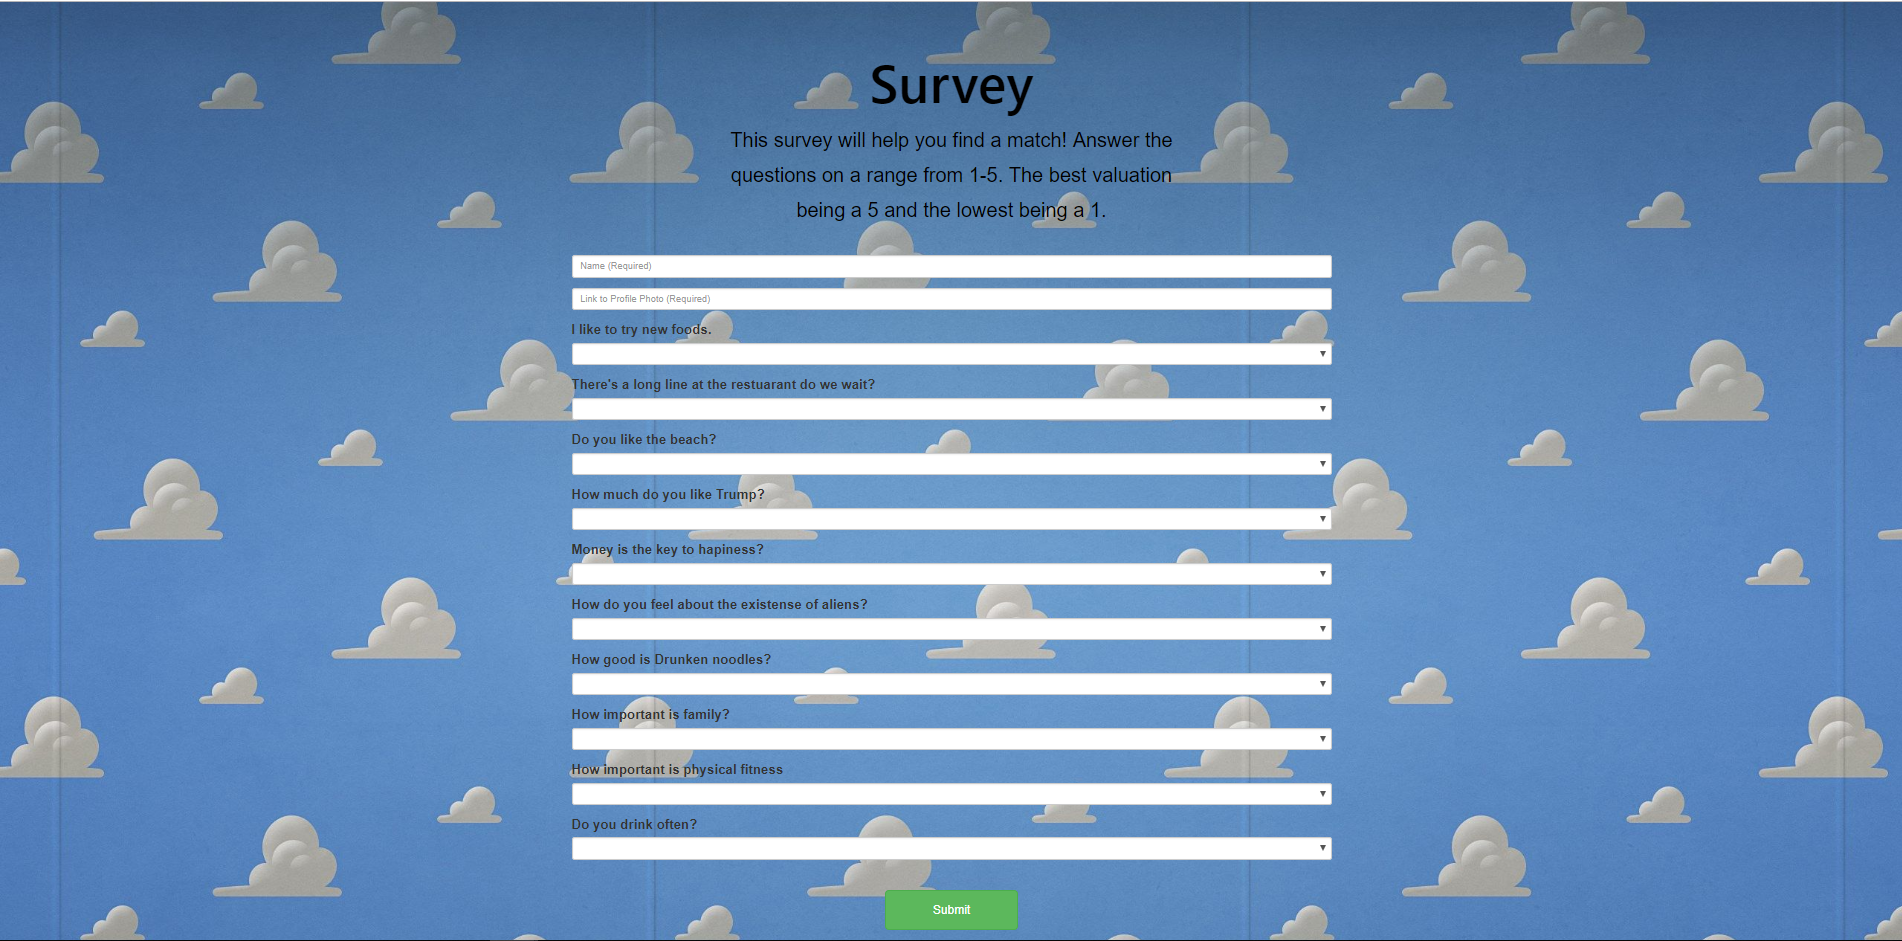 Survey
This survey will help you find a match! Answer the
questions on a range from 1-5. The best valuation
being a 5 and the lowest being a 1.
Name (Required)
Link to Profile Photo (Required)
I like to try new foods.
There's a long line at the restuarant do we wait?
Do you like the beach?
How much do you like Trump?
Money is the key to hapiness?
How do you feel about the existense of aliens?
How good is Drunken noodles?
How important is family?
How important is physical fitness
Do you drink often?
Submit